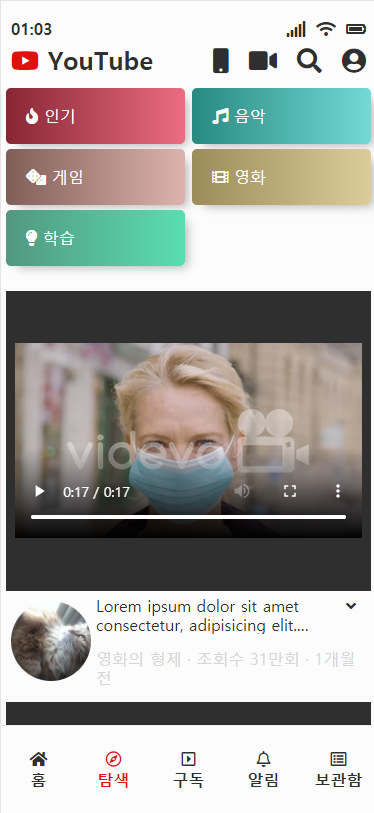 01:03
YouTube
인기
음악
게임
영화
학습
videvo
0:17 / 0:17
Lorem ipsum dolor sit amet
consectetur, adipisicing elit....
영화의 형제 · 조회수 31만회 · 1개월
전
홈
탐색
구독
알림
보관함